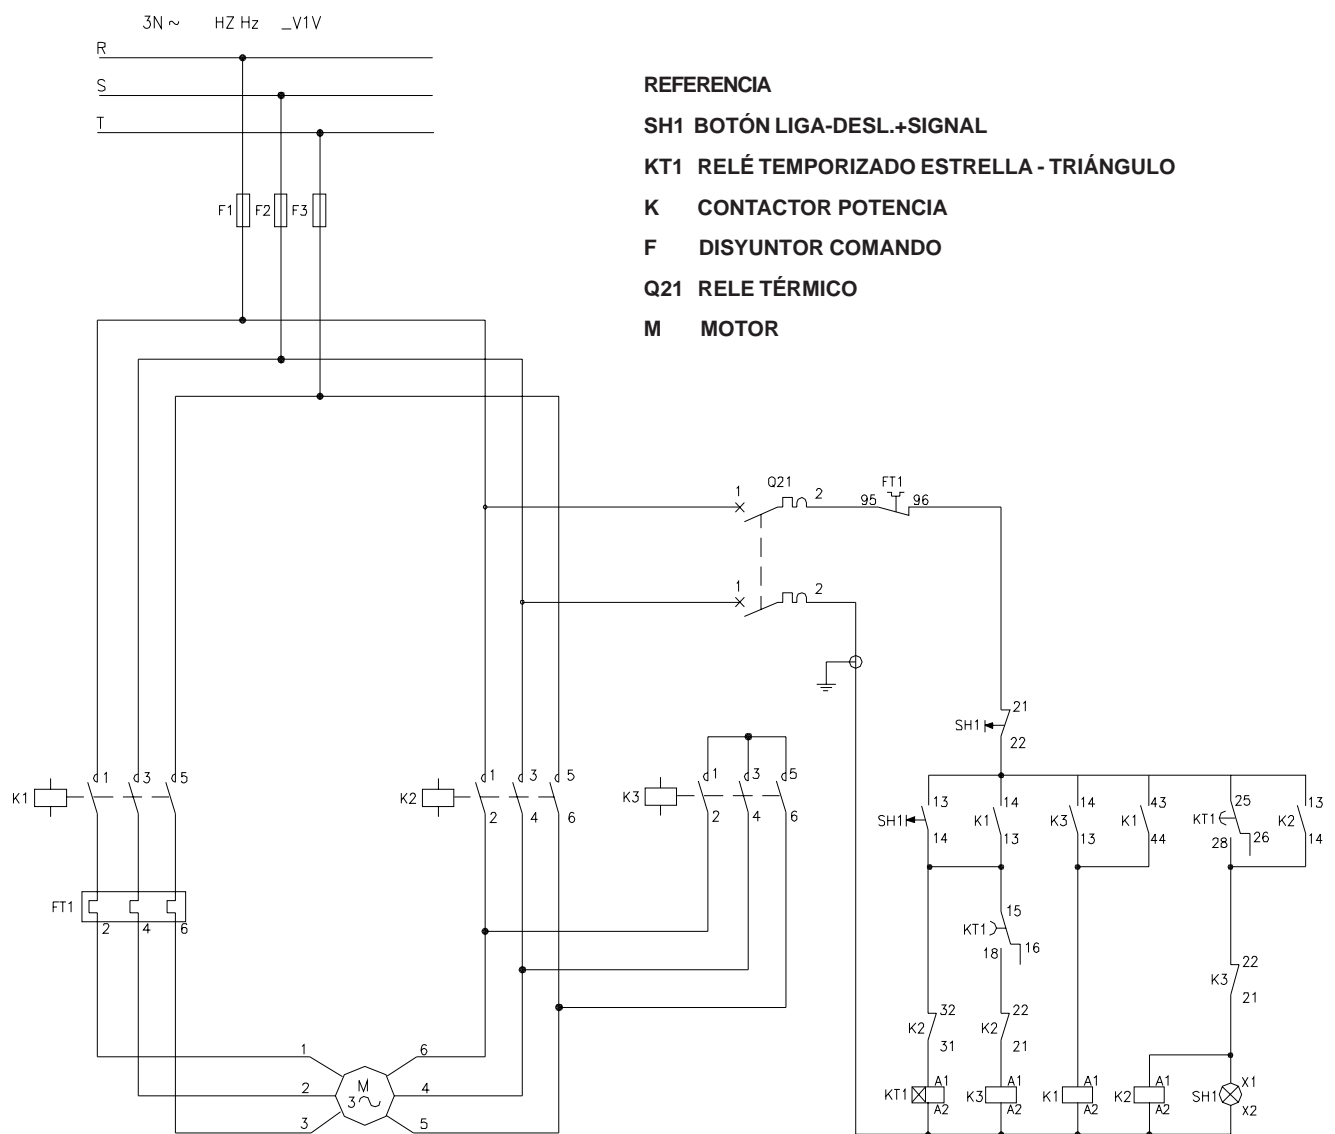 3N ~ HZ Hz _V1V
R
S
T
F1 F2 F3
REFERENCIA
SH1 BOTÓN LIGA-DESL.+SIGNAL
KT1 RELÉ TEMPORIZADO ESTRELLA - TRIÁNGULO
K CONTACTOR POTENCIA
F DISYUNTOR COMANDO
Q21 RELE TÉRMICO
M MOTOR
1 Q21 2 95 FT1 96
1 2
SH1 21
22
K1 1 3 5
K2 1 3 5
2 4 6
K3 1 3 5
2 4 6
SH1 13 14
K1 14 13
K3 14 13
K1 43 44
KT1 25 28 26
K2 13 14
FT1 2 4 6
KT1 15 18 16
K3 22 21
K2 32 31
K2 22 21
1 6
2 M 3~ 4
3 5
KT1 A1 A2
K3 A1 A2
K1 A1 A2
K2 A1 A2
SH1 X1 X2